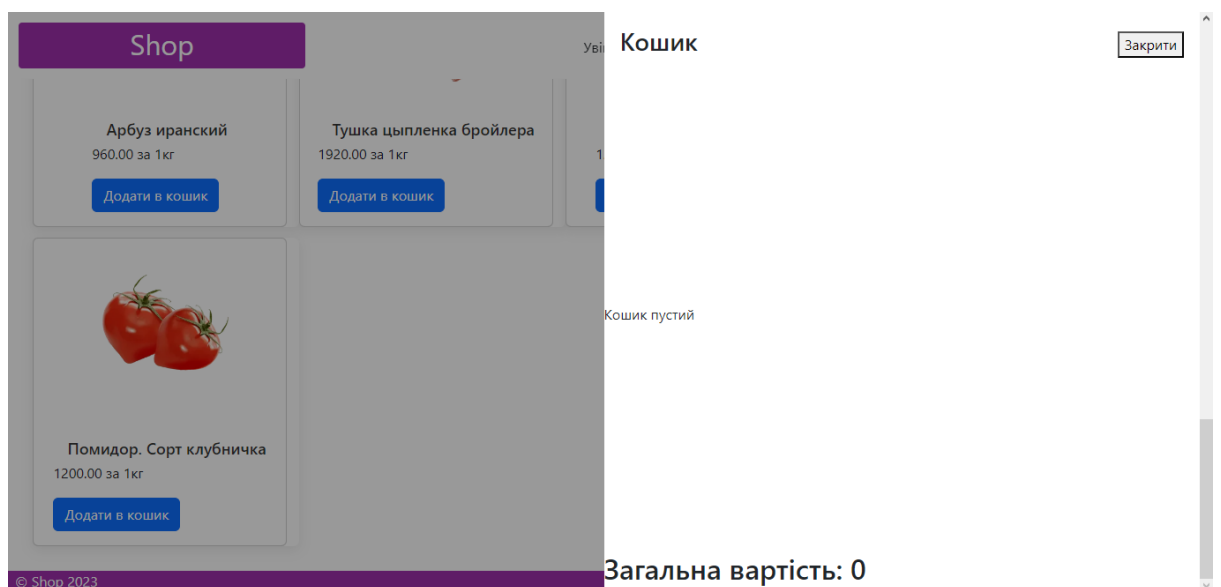 Shop
Арбуз иранский
960.00 за 1кг
Додати в кошик
Тушка цыпленка бройлера
1920.00 за 1кг
Додати в кошик
Помидор. Сорт клубничка
1200.00 за 1кг
Додати в кошик
© Shop 2023
Кошик
Закрити
Кошик пустий
Загальна вартість: 0